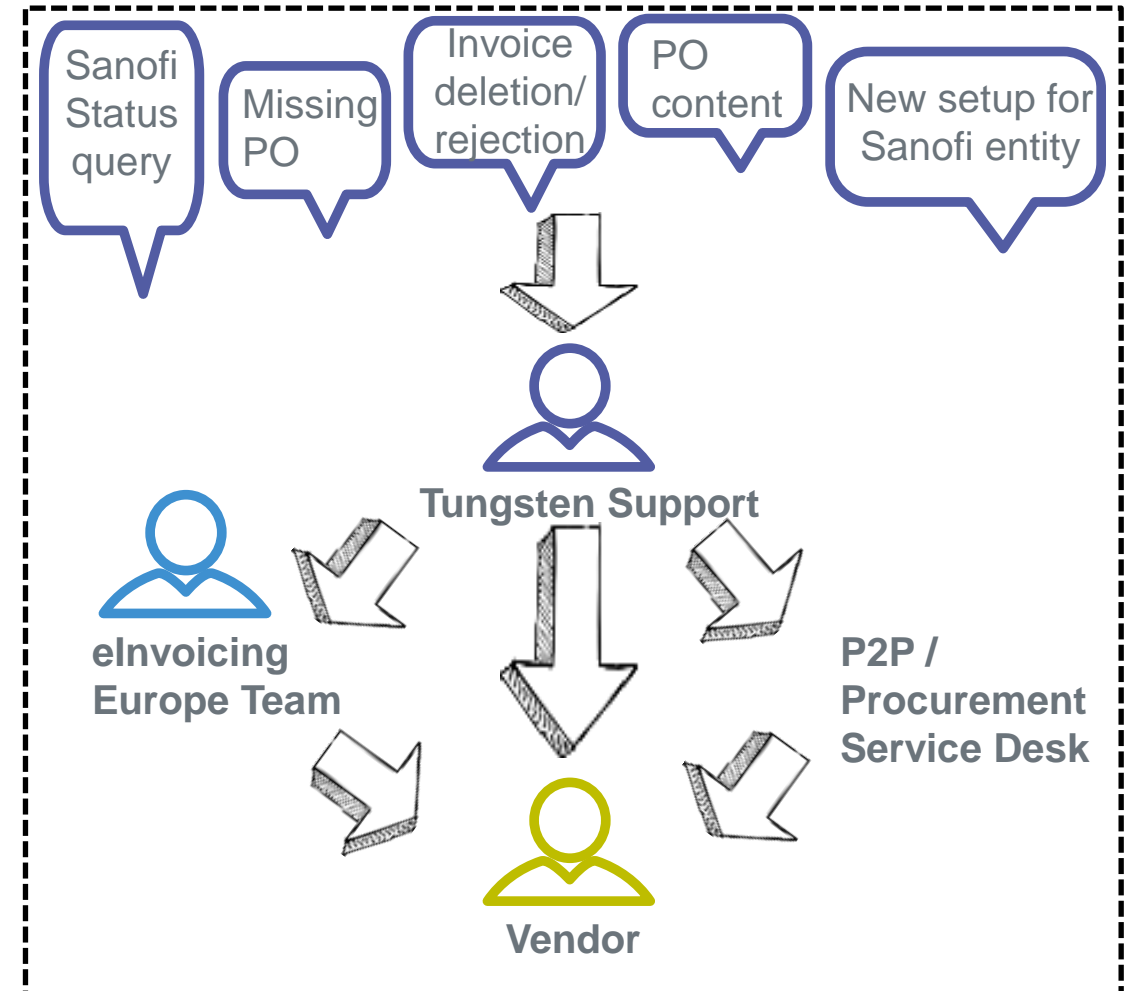 Sanofi
Status
query
Missing
PO
Invoice
deletion/
rejection
PO
content
New setup for
Sanofi entity
Tungsten Support
eInvoicing
Europe Team
P2P /
Procurement
Service Desk
Vendor